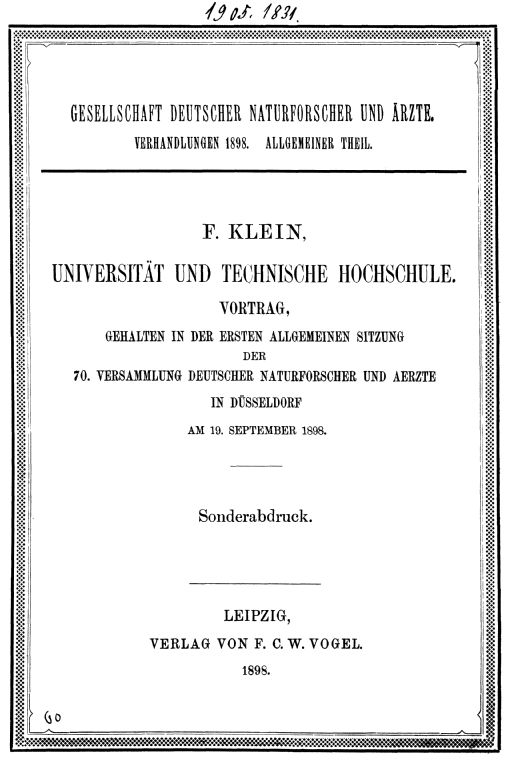 1905. 1831.
GESELLSCHAFT DEUTSCHER NATURFORSCHER UND ÄRZTE.
VERHANDLUNGEN 1898. ALLGEMEINER THEIL.
F. KLEIN,
UNIVERSITÄT UND TECHNISCHE HOCHSCHULE.
VORTRAG,
GEHALTEN IN DER ERSTEN ALLGEMEINEN SITZUNG
DER
70. VERSAMMLUNG DEUTSCHER NATURFORSCHER UND AERZTE
IN DÜSSELDORF
AM 19. SEPTEMBER 1898.
Sonderabdruck.
LEIPZIG,
VERLAG VON F. C. W. VOGEL.
1898.
60